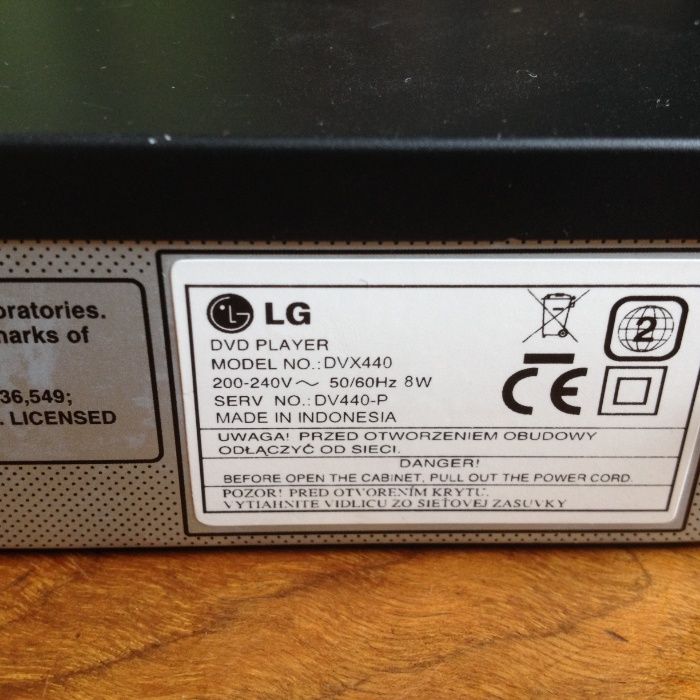 oratories.
marks of
36,549;
. LICENSED
LG
DVD PLAYER
MODEL NO.:DVX440
200-240V~ 50/60Hz 8W
SERV NO.:DV440-P
MADE IN INDONESIA
2
CE
UWAGA! PRZED OTWORZENIEM OBUDOWY
ODŁĄCZYĆ OD SIECI.
DANGER!
BEFORE OPEN THE CABINET, PULL OUT THE POWER CORD.
POZOR! PRED OTVORENÍM KRYTU.
VYTIAHNITE VIDLICU ZO SIEŤOVEJ ZASUVKY